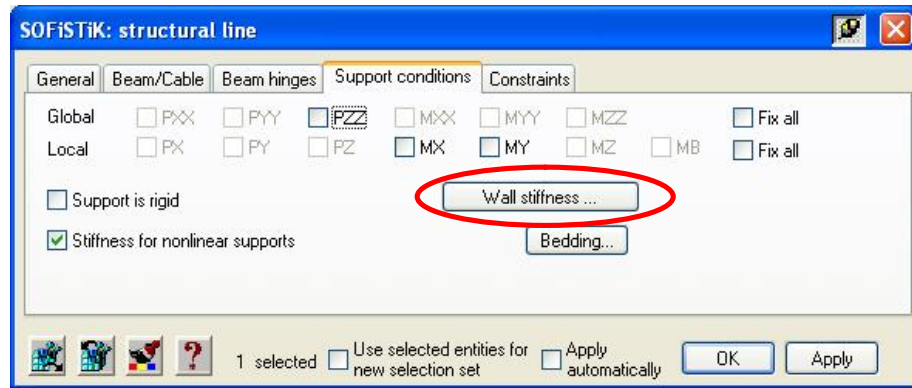 SOFiSTiK: structural line
General Beam/Cable Beam hinges Support conditions Constraints
Global PXX PYY PZZ MXX MYY MZZ Fix all
Local PX PY PZ MX MY MZ MB Fix all
Support is rigid Wall stiffness ...
Stiffness for nonlinear supports Bedding...
1 selected Use selected entities for new selection set Apply automatically OK Apply